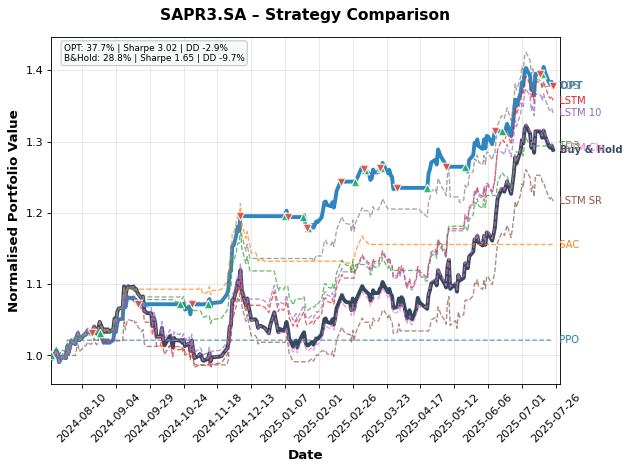 SAPR3.SA – Strategy Comparison
OPT: 37.7% | Sharpe 3.02 | DD -2.9%
B&Hold: 28.8% | Sharpe 1.65 | DD -9.7%
Normalised Portfolio Value
1.4
1.3
1.2
1.1
1.0
OPT
LSTM
LSTM 10
Buy & Hold
LSTM SR
SAC
PPO
2024-08-10
2024-09-04
2024-09-29
2024-10-24
2024-11-18
2024-12-13
2025-01-07
2025-02-01
2025-02-26
2025-03-23
2025-04-17
2025-05-12
2025-06-06
2025-07-01
2025-07-26
Date